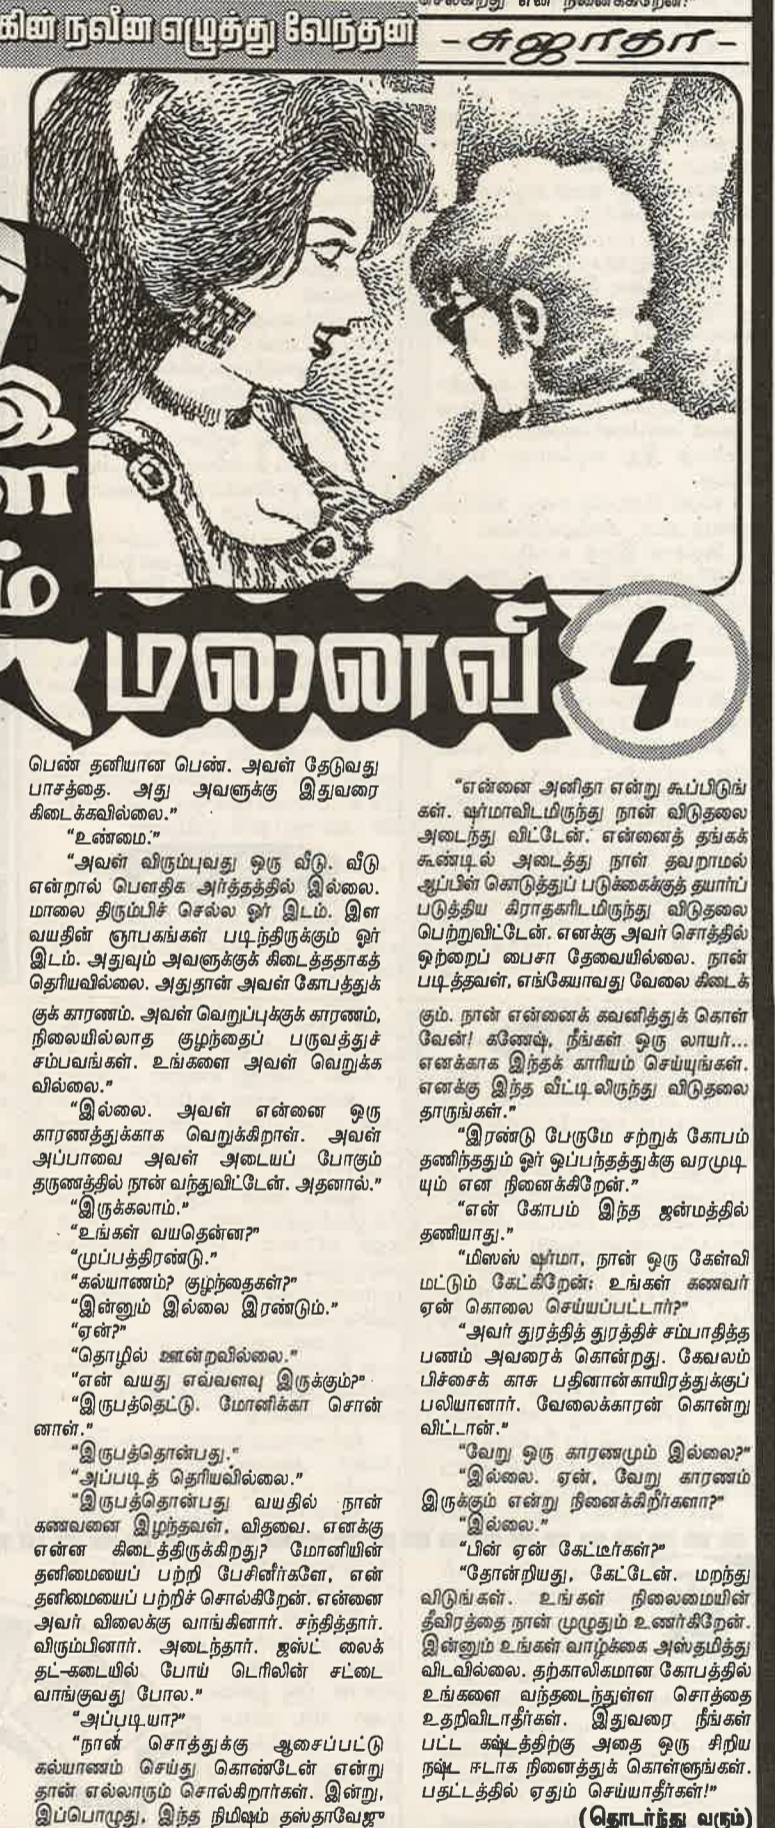 கின் நவீன எழுத்து வேந்தன்
-சுஜாதா-
இ
ள
ம்
மனைவி 4
பெண் தனியான பெண். அவள் தேடுவது
பாசத்தை. அது அவளுக்கு இதுவரை
கிடைக்கவில்லை.”
“உண்மை.”
“அவள் விரும்புவது ஒரு வீடு. வீடு
என்றால் பௌதிக அர்த்தத்தில் இல்லை.
மாலை திரும்பிச் செல்ல ஓர் இடம். இள
வயதின் ஞாபகங்கள் படிந்திருக்கும் ஓர்
இடம். அதுவும் அவளுக்குக் கிடைத்ததாகத்
தெரியவில்லை. அதுதான் அவள் கோபத்துக்
குக் காரணம். அவள் வெறுப்புக்குக் காரணம்,
நிலையில்லாத குழந்தைப் பருவத்துச்
சம்பவங்கள். உங்களை அவள் வெறுக்க
வில்லை.”
“இல்லை. அவள் என்னை ஒரு
காரணத்துக்காக வெறுக்கிறாள். அவள்
அப்பாவை அவள் அடையப் போகும்
தருணத்தில் நான் வந்துவிட்டேன். அதனால்.”
“இருக்கலாம்.”
“உங்கள் வயதென்ன?”
“முப்பத்திரண்டு.”
“கல்யாணம்? குழந்தைகள்?”
“இன்னும் இல்லை இரண்டும்.”
“ஏன்?”
“தொழில் ஊன்றவில்லை.”
“என் வயது எவ்வளவு இருக்கும்?”
“இருபத்தெட்டு. மோனிக்கா சொன்
னாள்.”
“இருபத்தொன்பது.”
“அப்படித் தெரியவில்லை.”
“இருபத்தொன்பது வயதில் நான்
கணவனை இழந்தவள், விதவை. எனக்கு
என்ன கிடைத்திருக்கிறது? மோனியின்
தனிமையைப் பற்றி பேசினீர்களே, என்
தனிமையைப் பற்றிச் சொல்கிறேன். என்னை
அவர் விலைக்கு வாங்கினார். சந்தித்தார்.
விரும்பினார். அடைந்தார். ஜஸ்ட் லைக்
தட்-கடையில் போய் டெரிலின் சட்டை
வாங்குவது போல.”
“அப்படியா?”
“நான் சொத்துக்கு ஆசைப்பட்டு
கல்யாணம் செய்து கொண்டேன் என்று
தான் எல்லாரும் சொல்கிறார்கள். இன்று,
இப்பொழுது, இந்த நிமிஷம் தஸ்தாவேஜு
“என்னை அனிதா என்று கூப்பிடுங்
கள். ஷர்மாவிடமிருந்து நான் விடுதலை
அடைந்து விட்டேன். என்னைத் தங்கக்
கூண்டில் அடைத்து நாள் தவறாமல்
ஆப்பிள் கொடுத்துப் படுக்கைக்குத் தயார்ப்
படுத்திய கிராதகரிடமிருந்து விடுதலை
பெற்றுவிட்டேன். எனக்கு அவர் சொத்தில்
ஒற்றைப் பைசா தேவையில்லை. நான்
படித்தவள், எங்கேயாவது வேலை கிடைக்
கும். நான் என்னைக் கவனித்துக் கொள்
வேன்! கணேஷ், நீங்கள் ஒரு லாயர்...
எனக்காக இந்தக் காரியம் செய்யுங்கள்.
எனக்கு இந்த வீட்டிலிருந்து விடுதலை
தாருங்கள்.”
“இரண்டு பேருமே சற்றுக் கோபம்
தணிந்ததும் ஓர் ஒப்பந்தத்துக்கு வரமுடி
யும் என நினைக்கிறேன்.”
“என் கோபம் இந்த ஜன்மத்தில்
தணியாது.”
“மிஸஸ் ஷர்மா, நான் ஒரு கேள்வி
மட்டும் கேட்கிறேன்; உங்கள் கணவர்
ஏன் கொலை செய்யப்பட்டார்?”
“அவர் துரத்தித் துரத்திச் சம்பாதித்த
பணம் அவரைக் கொன்றது. கேவலம்
பிச்சைக் காசு பதினான்காயிரத்துக்குப்
பலியானார். வேலைக்காரன் கொன்று
விட்டான்.”
“வேறு ஒரு காரணமும் இல்லை?”
“இல்லை. ஏன், வேறு காரணம்
இருக்கும் என்று நினைக்கிறீர்களா?”
“இல்லை.”
“பின் ஏன் கேட்டீர்கள்?”
“தோன்றியது, கேட்டேன். மறந்து
விடுங்கள். உங்கள் நிலைமையின்
தீவிரத்தை நான் முழுதும் உணர்கிறேன்.
இன்னும் உங்கள் வாழ்க்கை அஸ்தமித்து
விடவில்லை. தற்காலிகமான கோபத்தில்
உங்களை வந்தடைந்துள்ள சொத்தை
உதறிவிடாதீர்கள். இதுவரை நீங்கள்
பட்ட கஷ்டத்திற்கு அதை ஒரு சிறிய
நஷ்ட ஈடாக நினைத்துக் கொள்ளுங்கள்.
பதட்டத்தில் ஏதும் செய்யாதீர்கள்!”
(தொடர்ந்து வரும்)